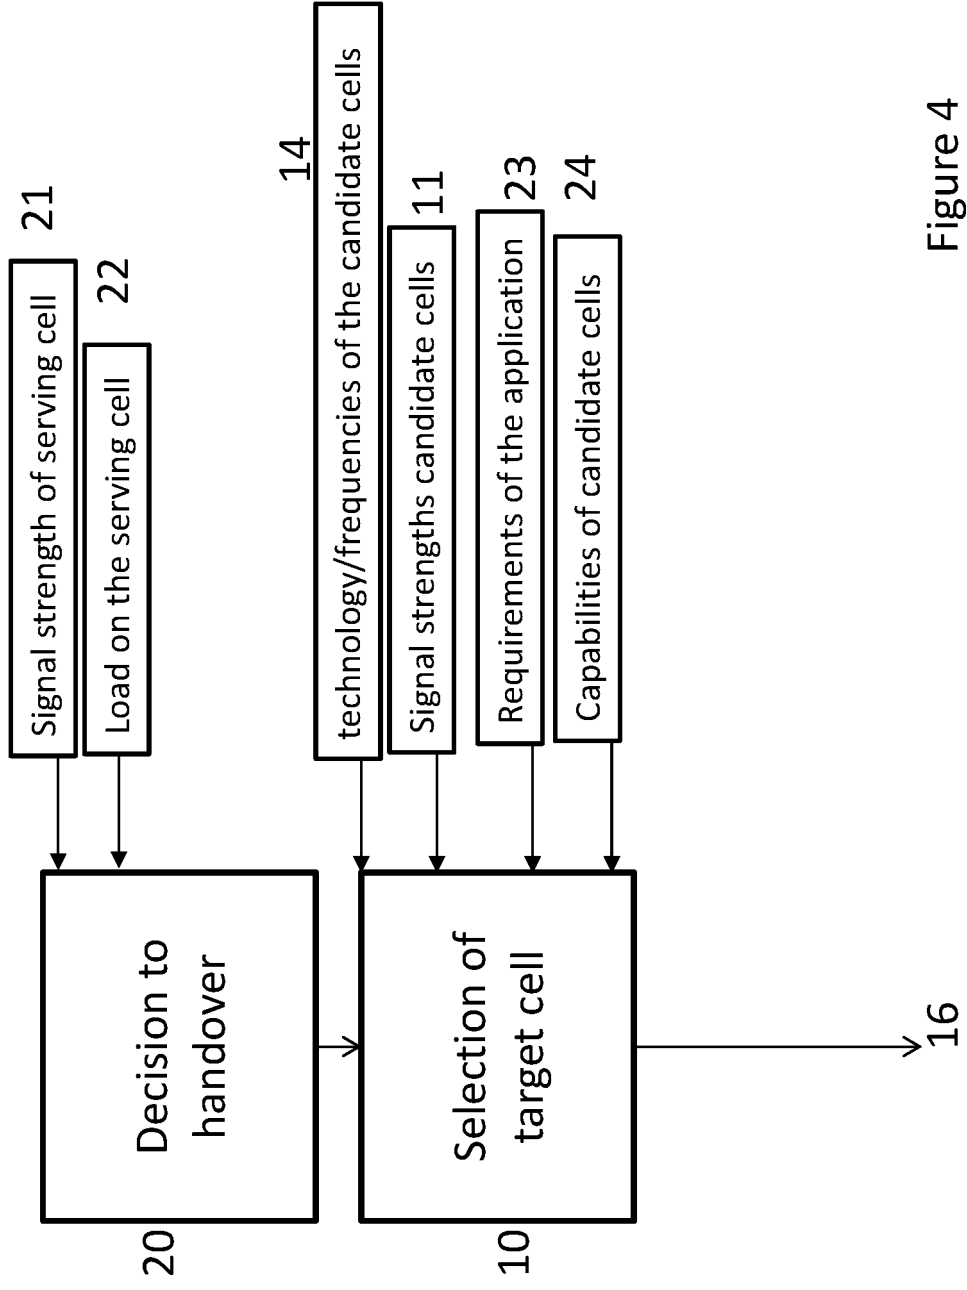 Signal strength of serving cell
21
Load on the serving cell
22
20
Decision to
handover
technology/frequencies of the candidate cells
14
Signal strengths candidate cells
11
Requirements of the application
23
Capabilities of candidate cells
24
10
Selection of
target cell
16
Figure 4